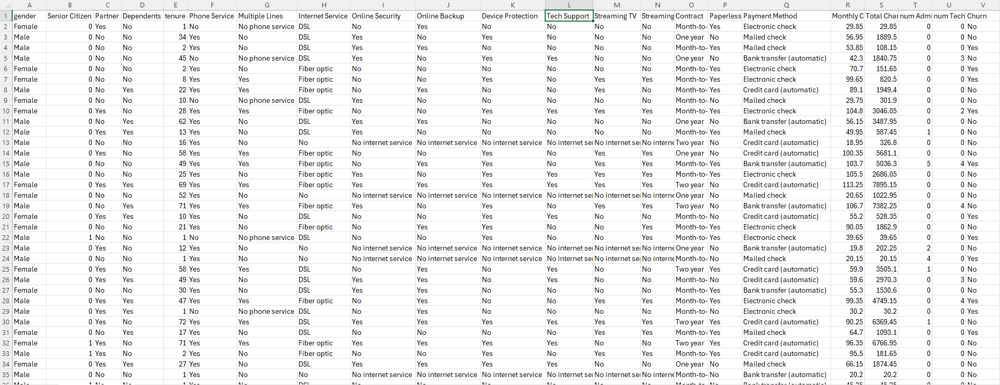 A B C D E F G H I J K L M N O P Q R S T U V
1 gender Senior Citizen Partner Dependents tenure Phone Service Multiple Lines Internet Service Online Security Online Backup Device Protection Tech Support Streaming TV Streaming Contract Paperless Payment Method Monthly C Total Char num Admi num Tech Churn
2 Female 0 Yes No 1 No No phone service DSL No Yes No No No No Month-to- Yes Electronic check 29.85 29.85 0 0 No
3 Male 0 No No 34 Yes No DSL Yes No Yes No No No One year No Mailed check 56.95 1889.5 0 0 No
4 Male 0 No No 2 Yes No DSL Yes Yes No No No No Month-to- Yes Mailed check 53.85 108.15 0 0 Yes
5 Male 0 No No 45 No No phone service DSL Yes No Yes Yes No No One year No Bank transfer (automatic) 42.3 1840.75 0 3 No
6 Female 0 No No 2 Yes No Fiber optic No No No No No No Month-to- Yes Electronic check 70.7 151.65 0 0 Yes
7 Female 0 No No 8 Yes Yes Fiber optic No No Yes No Yes Yes Month-to- Yes Electronic check 99.65 820.5 0 0 Yes
8 Male 0 No Yes 22 Yes Yes Fiber optic No Yes No No Yes No Month-to- Yes Credit card (automatic) 89.1 1949.4 0 0 No
9 Female 0 No No 10 No No phone service DSL Yes No No No No No Month-to- No Mailed check 29.75 301.9 0 0 No
10 Female 0 Yes No 28 Yes Yes Fiber optic No No Yes Yes Yes Yes Month-to- Yes Electronic check 104.8 3046.05 0 2 Yes
11 Male 0 No Yes 62 Yes No DSL Yes Yes No No No No One year No Bank transfer (automatic) 56.15 3487.95 0 0 No
12 Male 0 Yes Yes 13 Yes No DSL Yes No No No No No Month-to- Yes Mailed check 49.95 587.45 1 0 No
13 Male 0 No No 16 Yes No No No internet service No internet service No internet service No internet se No internet se No interne Two year No Credit card (automatic) 18.95 326.8 0 0 No
14 Male 0 Yes No 58 Yes Yes Fiber optic No No Yes No Yes Yes One year No Credit card (automatic) 100.35 5681.1 0 0 No
15 Male 0 No No 49 Yes Yes Fiber optic No Yes Yes No Yes Yes Month-to- Yes Bank transfer (automatic) 103.7 5036.3 5 4 Yes
16 Male 0 No No 25 Yes No Fiber optic Yes No Yes Yes Yes Yes Month-to- Yes Electronic check 105.5 2686.05 0 0 No
17 Female 0 Yes Yes 69 Yes Yes Fiber optic Yes Yes Yes Yes Yes Yes Two year No Credit card (automatic) 113.25 7895.15 0 0 No
18 Female 0 No No 52 Yes No No No internet service No internet service No internet service No internet se No internet se No interne One year No Mailed check 20.65 1022.95 0 0 No
19 Male 0 No Yes 71 Yes Yes Fiber optic Yes No Yes No Yes Yes Two year No Bank transfer (automatic) 106.7 7382.25 0 4 No
20 Female 0 Yes Yes 10 Yes No DSL No No Yes Yes No No Month-to- No Credit card (automatic) 55.2 528.35 0 0 Yes
21 Female 0 No No 21 Yes No Fiber optic No Yes Yes No No Yes Month-to- Yes Electronic check 90.05 1862.9 0 0 No
22 Male 1 No No 1 No No phone service DSL No No Yes No No Yes Month-to- Yes Electronic check 39.65 39.65 0 0 Yes
23 Male 0 Yes No 12 Yes No No No internet service No internet service No internet service No internet se No internet se No interne One year No Bank transfer (automatic) 19.8 202.25 2 0 No
24 Male 0 No No 1 Yes No No No internet service No internet service No internet service No internet se No internet se No interne Month-to- No Mailed check 20.15 20.15 4 0 Yes
25 Female 0 Yes No 58 Yes Yes DSL No Yes No Yes No No Two year Yes Credit card (automatic) 59.9 3505.1 1 0 No
26 Male 0 Yes Yes 49 Yes No DSL Yes Yes No Yes No No Month-to- No Credit card (automatic) 59.6 2970.3 0 3 No
27 Female 0 No No 30 Yes No DSL Yes Yes No No No No Month-to- Yes Bank transfer (automatic) 55.3 1530.6 0 0 No
28 Male 0 Yes Yes 47 Yes Yes Fiber optic No Yes No No Yes Yes Month-to- Yes Electronic check 99.35 4749.15 0 4 Yes
29 Male 0 Yes Yes 1 No No phone service DSL No Yes No No No No Month-to- No Electronic check 30.2 30.2 0 0 Yes
30 Male 0 Yes No 72 Yes Yes DSL Yes Yes Yes Yes Yes Yes Two year Yes Credit card (automatic) 90.25 6369.45 1 0 No
31 Female 0 No Yes 17 Yes No DSL No No No No Yes Yes Month-to- Yes Mailed check 64.7 1093.1 0 0 Yes
32 Female 1 Yes No 71 Yes Yes Fiber optic Yes Yes Yes Yes No No Two year Yes Credit card (automatic) 96.35 6766.95 0 0 No
33 Male 1 Yes No 2 Yes No Fiber optic No No Yes No Yes Yes Month-to- Yes Credit card (automatic) 95.5 181.65 0 0 No
34 Female 0 Yes Yes 27 Yes No DSL Yes Yes Yes Yes No No One year No Mailed check 66.15 1874.45 0 0 No
35 Male 0 No No 1 Yes No No No internet service No internet service No internet service No internet se No internet se No interne Month-to- No Bank transfer (automatic) 20.2 20.2 0 0 No